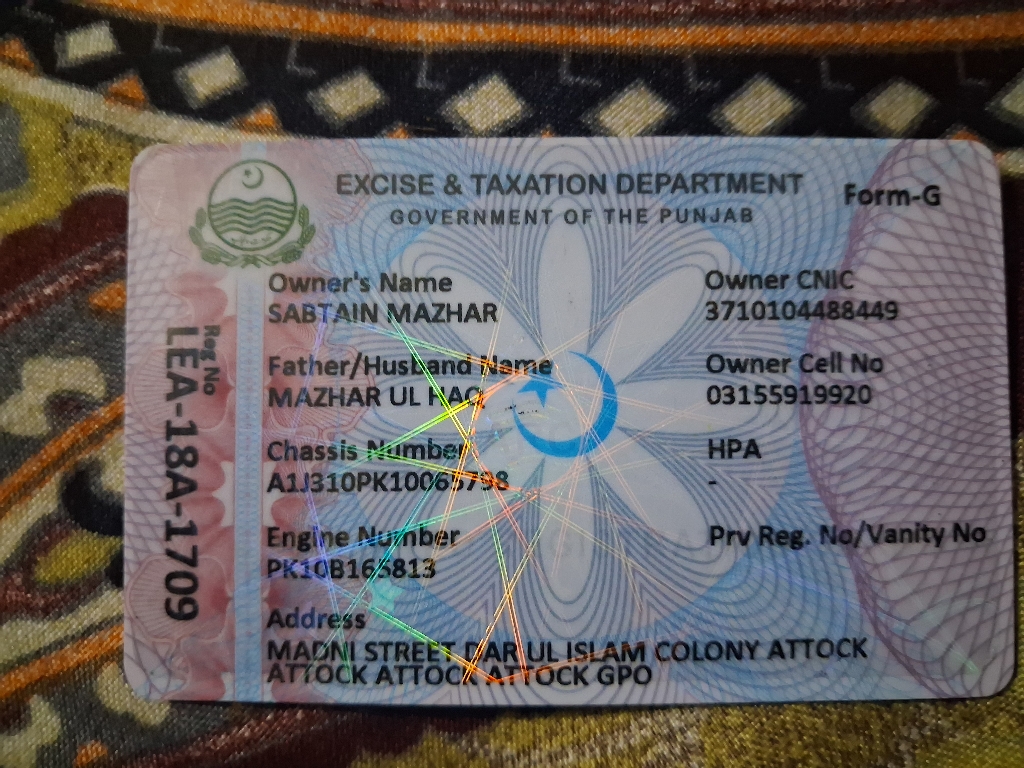 EXCISE & TAXATION DEPARTMENT
GOVERNMENT OF THE PUNJAB
Form-G
Reg No
LEA-18A-1709
Owner's Name
SABTAIN MAZHAR
Owner CNIC
3710104488449
Father/Husband Name
MAZHAR UL HAQ
Owner Cell No
03155919920
Chassis Number
A1J310PK10065798
HPA
-
Engine Number
PK10B165813
Prv Reg. No/Vanity No
Address
MADNI STREET DAR UL ISLAM COLONY ATTOCK
ATTOCK ATTOCK ATTOCK GPO